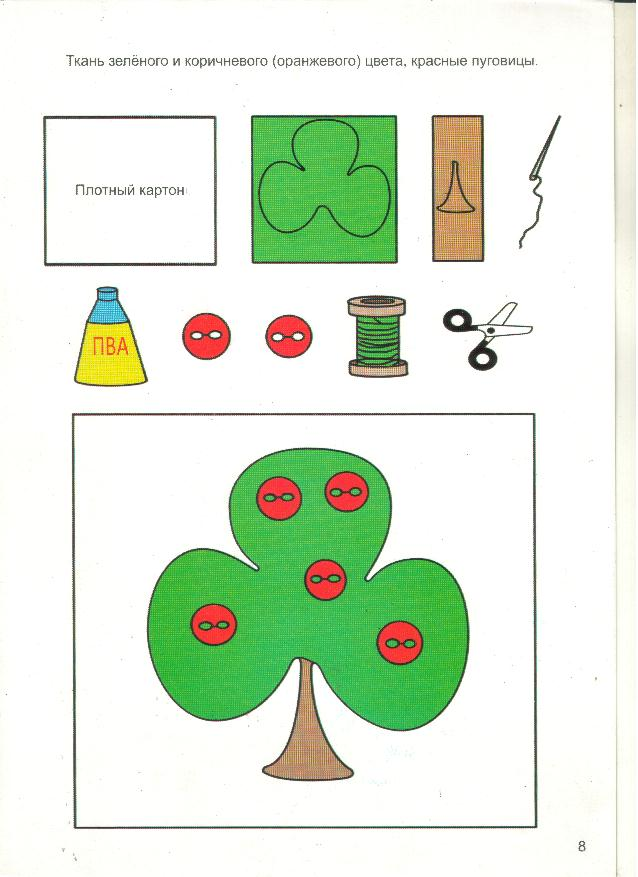 Ткань зелёного и коричневого (оранжевого) цвета, красные пуговицы.
Плотный картон
ПВА
8